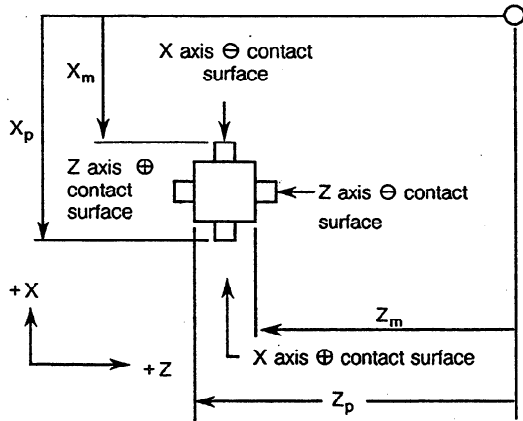 X axis ⊖ contact
surface
Xm
Xp
Z axis ⊕
contact
surface
Z axis ⊖ contact
surface
+X
Zm
+Z
X axis ⊕ contact surface
Zp